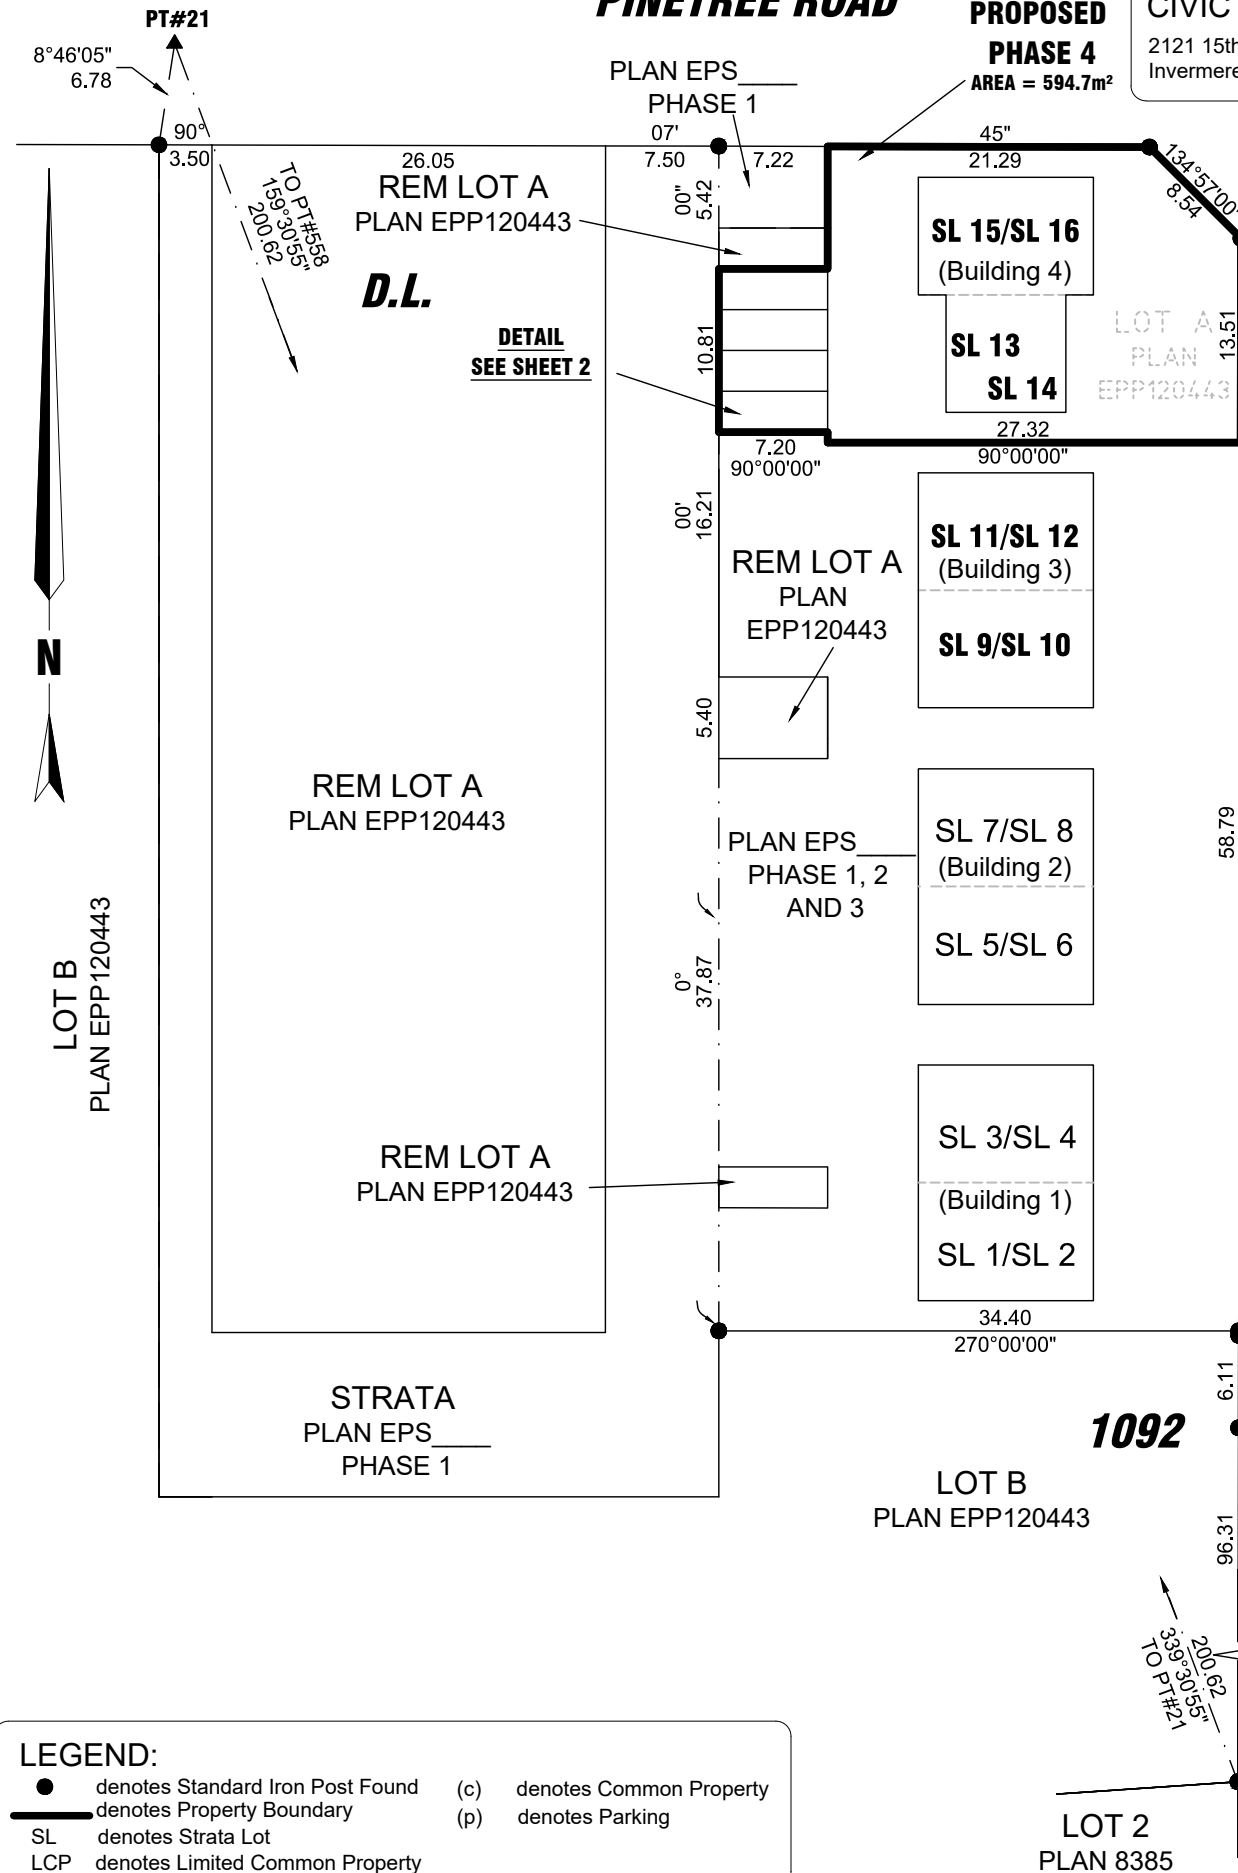 PINETREE ROAD
PT#21
8°46'05"
6.78
PLAN EPS____
PHASE 1
PROPOSED
PHASE 4
AREA = 594.7m²
CIVIC
2121 15th
Invermere
90°
3.50
26.05
07'
7.50
7.22
45"
21.29
134°57'00"
8.54
TO PT#558
159°30'55"
200.62
REM LOT A
PLAN EPP120443
00"
5.42
D.L.
DETAIL
SEE SHEET 2
10.81
SL 15/SL 16
(Building 4)
SL 13
SL 14
LOT A
PLAN
EPP120443
13.51
7.20
90°00'00"
27.32
90°00'00"
00'
16.21
REM LOT A
PLAN
EPP120443
SL 11/SL 12
(Building 3)
SL 9/SL 10
N
5.40
REM LOT A
PLAN EPP120443
PLAN EPS____
PHASE 1, 2
AND 3
SL 7/SL 8
(Building 2)
SL 5/SL 6
58.79
LOT B
PLAN EPP120443
0°
37.87
REM LOT A
PLAN EPP120443
SL 3/SL 4
(Building 1)
SL 1/SL 2
34.40
270°00'00"
STRATA
PLAN EPS____
PHASE 1
6.11
1092
LOT B
PLAN EPP120443
96.31
200.62
339°30'55"
TO PT#21
LOT 2
PLAN 8385
LEGEND:
denotes Standard Iron Post Found
denotes Property Boundary
SL denotes Strata Lot
LCP denotes Limited Common Property
(c) denotes Common Property
(p) denotes Parking